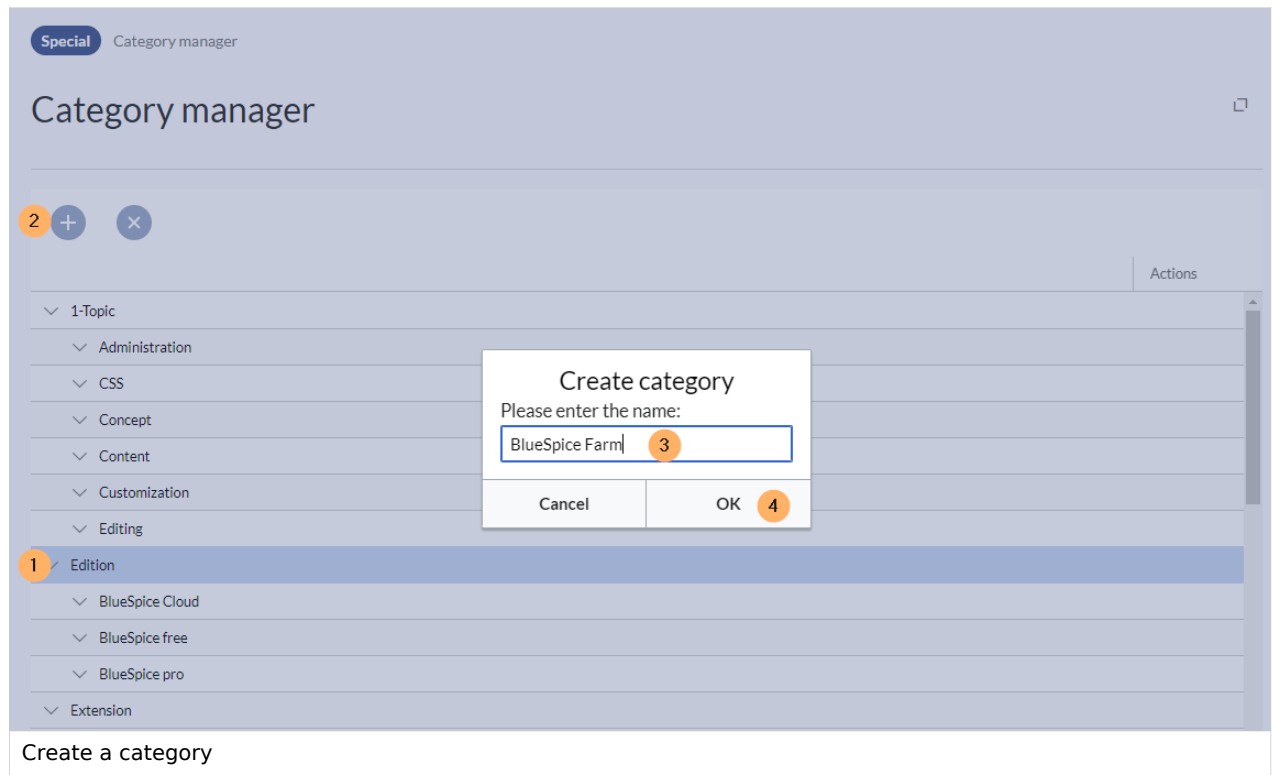 Special Category manager
Category manager
2
Actions
1-Topic
Administration
CSS
Concept
Content
Customization
Editing
1 Edition
BlueSpice Cloud
BlueSpice free
BlueSpice pro
Extension
Create category
Please enter the name:
BlueSpice Farm 3
Cancel OK 4
Create a category